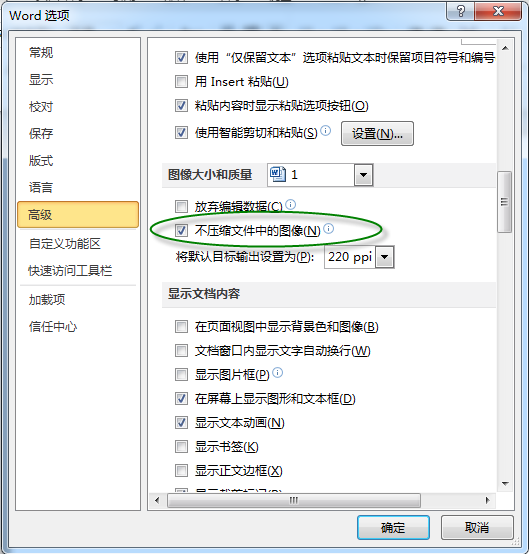 Word 选项
常规
显示
校对
保存
版式
语言
高级
自定义功能区
快速访问工具栏
加载项
信任中心
使用“仅保留文本”选项粘贴文本时保留项目符号和编号
用 Insert 粘贴(U)
粘贴内容时显示粘贴选项按钮(O)
使用智能剪切和粘贴(S) 设置(N)...
图像大小和质量 1
放弃编辑数据(C)
不压缩文件中的图像(N)
将默认目标输出设置为(P): 220 ppi
显示文档内容
在页面视图中显示背景色和图像(B)
文档窗口内显示文字自动换行(W)
显示图片框(P)
在屏幕上显示图形和文本框(D)
显示文本动画(N)
显示书签(K)
显示正文边框(X)
确定 取消